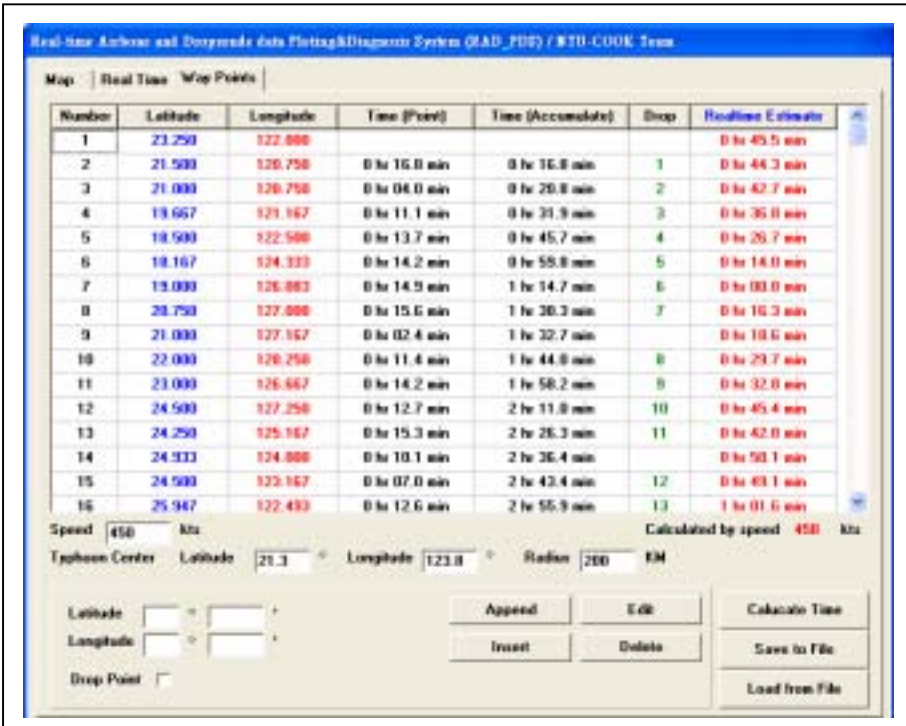 Real-time Airbone and Dropsonde data Ploting&Diagnosis System (RAD_PDS) / NTU-COOK Team
Map Real Time Way Points
Number Latitude Longitude Time (Point) Time (Accumulate) Drop Realtime Estimate
1 23.250 122.000 0 hr 45.5 min
2 21.500 120.750 0 hr 16.0 min 0 hr 16.0 min 1 0 hr 44.3 min
3 21.000 120.750 0 hr 04.0 min 0 hr 20.0 min 2 0 hr 42.7 min
4 19.667 121.167 0 hr 11.1 min 0 hr 31.9 min 3 0 hr 36.0 min
5 18.500 122.500 0 hr 13.7 min 0 hr 45.7 min 4 0 hr 26.7 min
6 18.167 124.333 0 hr 14.2 min 0 hr 59.8 min 5 0 hr 14.0 min
7 19.000 126.083 0 hr 14.9 min 1 hr 14.7 min 6 0 hr 00.0 min
8 20.750 127.000 0 hr 15.6 min 1 hr 30.3 min 7 0 hr 16.3 min
9 21.000 127.167 0 hr 02.4 min 1 hr 32.7 min 0 hr 18.6 min
10 22.000 128.250 0 hr 11.4 min 1 hr 44.0 min 8 0 hr 29.7 min
11 23.000 126.667 0 hr 14.2 min 1 hr 58.2 min 9 0 hr 32.8 min
12 24.500 127.250 0 hr 12.7 min 2 hr 11.0 min 10 0 hr 45.4 min
13 24.250 125.167 0 hr 15.3 min 2 hr 26.3 min 11 0 hr 42.0 min
14 24.933 124.000 0 hr 10.1 min 2 hr 36.4 min 0 hr 50.1 min
15 24.500 123.167 0 hr 07.0 min 2 hr 43.4 min 12 0 hr 49.1 min
16 25.947 122.493 0 hr 12.6 min 2 hr 55.9 min 13 1 hr 01.6 min
Speed 450 kts Calculated by speed 450 kts
Typhoon Center Latitude 21.3 ° Longitude 123.8 ° Radius 200 KM
Latitude ° '
Append Edit Calucate Time
Longitude ° '
Insert Delete Save to File
Drop Point
Load from File